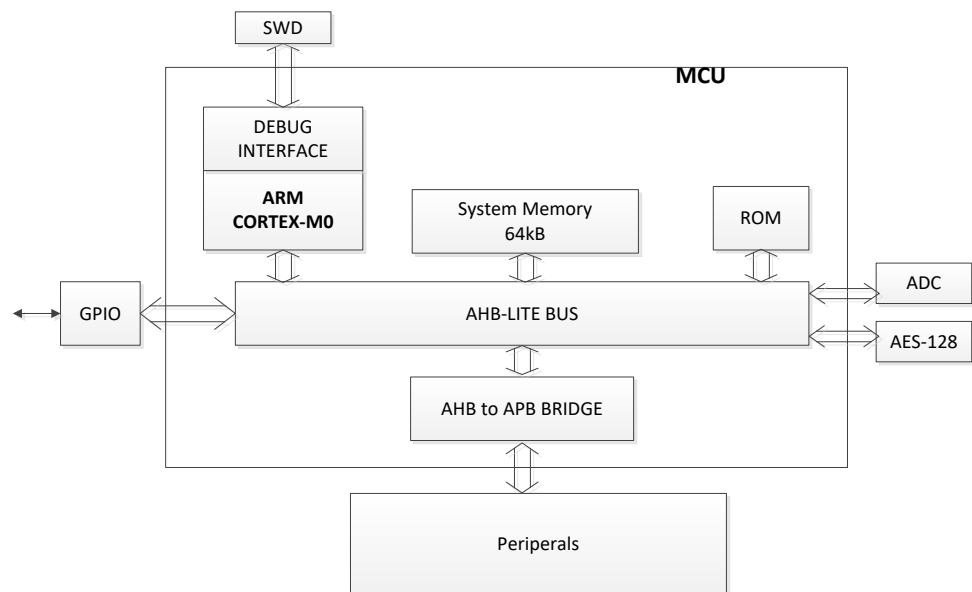 SWD
MCU
DEBUG
INTERFACE
ARM
CORTEX-M0
System Memory
64kB
ROM
ADC
GPIO
AHB-LITE BUS
AES-128
AHB to APB BRIDGE
Periperals